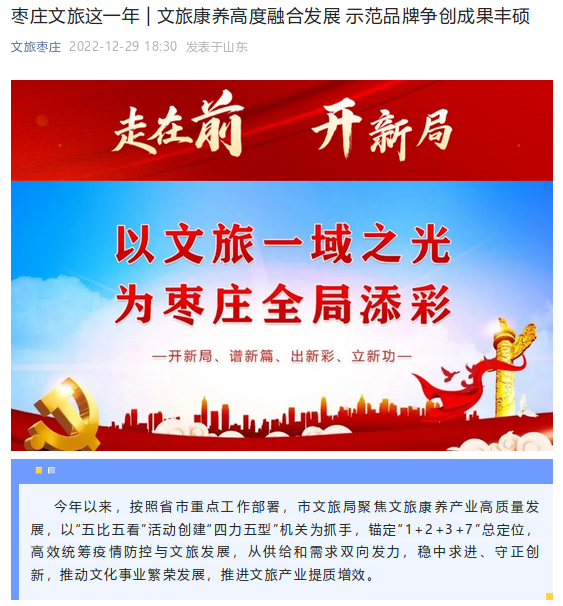 枣庄文旅这一年 | 文旅康养高度融合发展 示范品牌争创成果丰硕
文旅枣庄 2022-12-29 18:30 发表于山东
走在前 开新局
以文旅一域之光
为枣庄全局添彩
—开新局、谱新篇、出新彩、立新功—
今年以来，按照省市重点工作部署，市文旅局聚焦文旅康养产业高质量发
展，以“五比五看”活动创建“四力五型”机关为抓手，锚定“1+2+3+7”总定位，
高效统筹疫情防控与文旅发展，从供给和需求双向发力，稳中求进、守正创
新，推动文化事业繁荣发展，推进文旅产业提质增效。